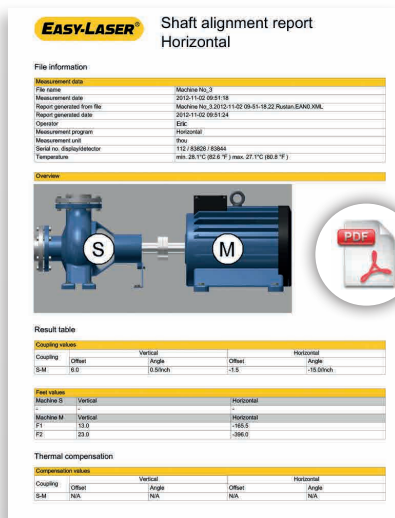 EASY-LASER®
Shaft alignment report
Horizontal
File information
Measurement data
File name Machine No_3
Measurement date 2012-11-02 09:51:18
Report generated from file Machine No_3.2012-11-02 09-51-18.22.Rustan.EAN0.XML
Report generated date 2012-11-02 09:51:24
Operator Eric
Measurement program Horizontal
Measurement unit thou
Serial no. display/detector 112 / 83826 / 83844
Temperature min. 28.1°C (82.6 °F ) max. 27.1°C (80.8 °F )
Overview
S M
PDF
Result table
Coupling values
Coupling Vertical Horizontal
Offset Angle Offset Angle
S-M 6.0 0.5/inch -1.5 -15.0/inch
Feet values
Machine S Vertical Horizontal
- - -
Machine M Vertical Horizontal
F1 13.0 -165.5
F2 23.0 -396.0
Thermal compensation
Compensation values
Coupling Vertical Horizontal
Offset Angle Offset Angle
S-M N/A N/A N/A N/A